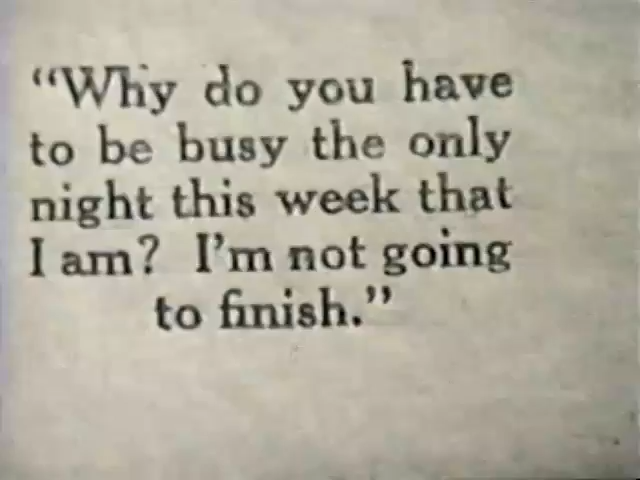 “Why do you have
to be busy the only
night this week that
I am? I’m not going
to finish.”